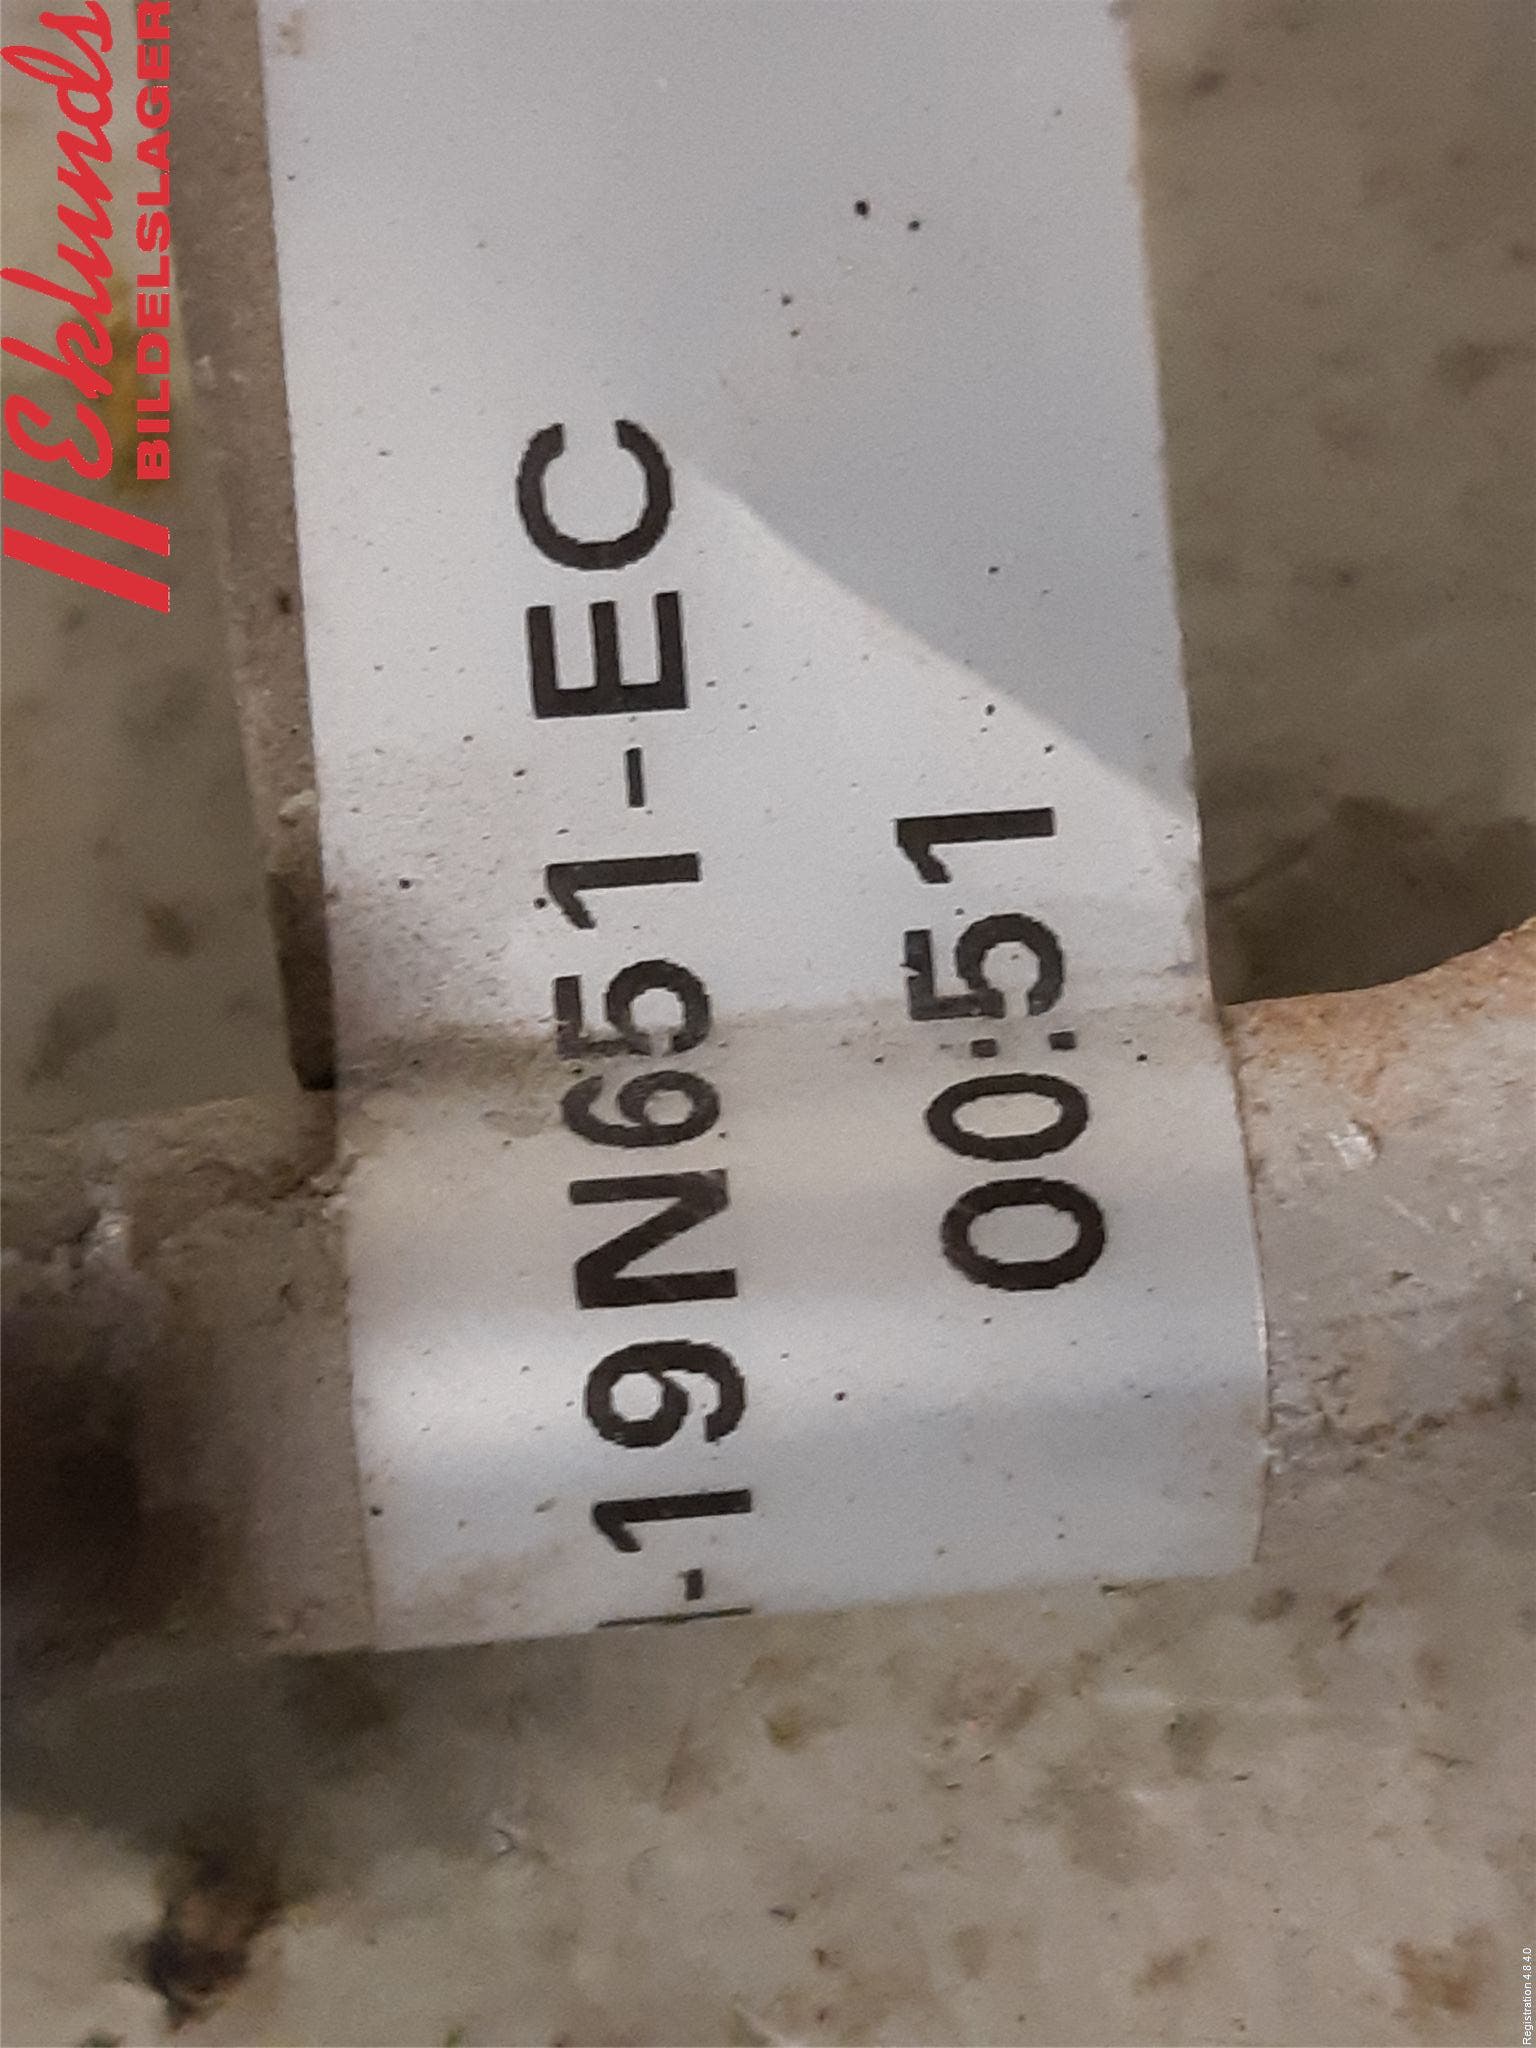 Eklunds
BILDELSLAGER
-19N651-EC
00:51
Registration 4.8.4.0